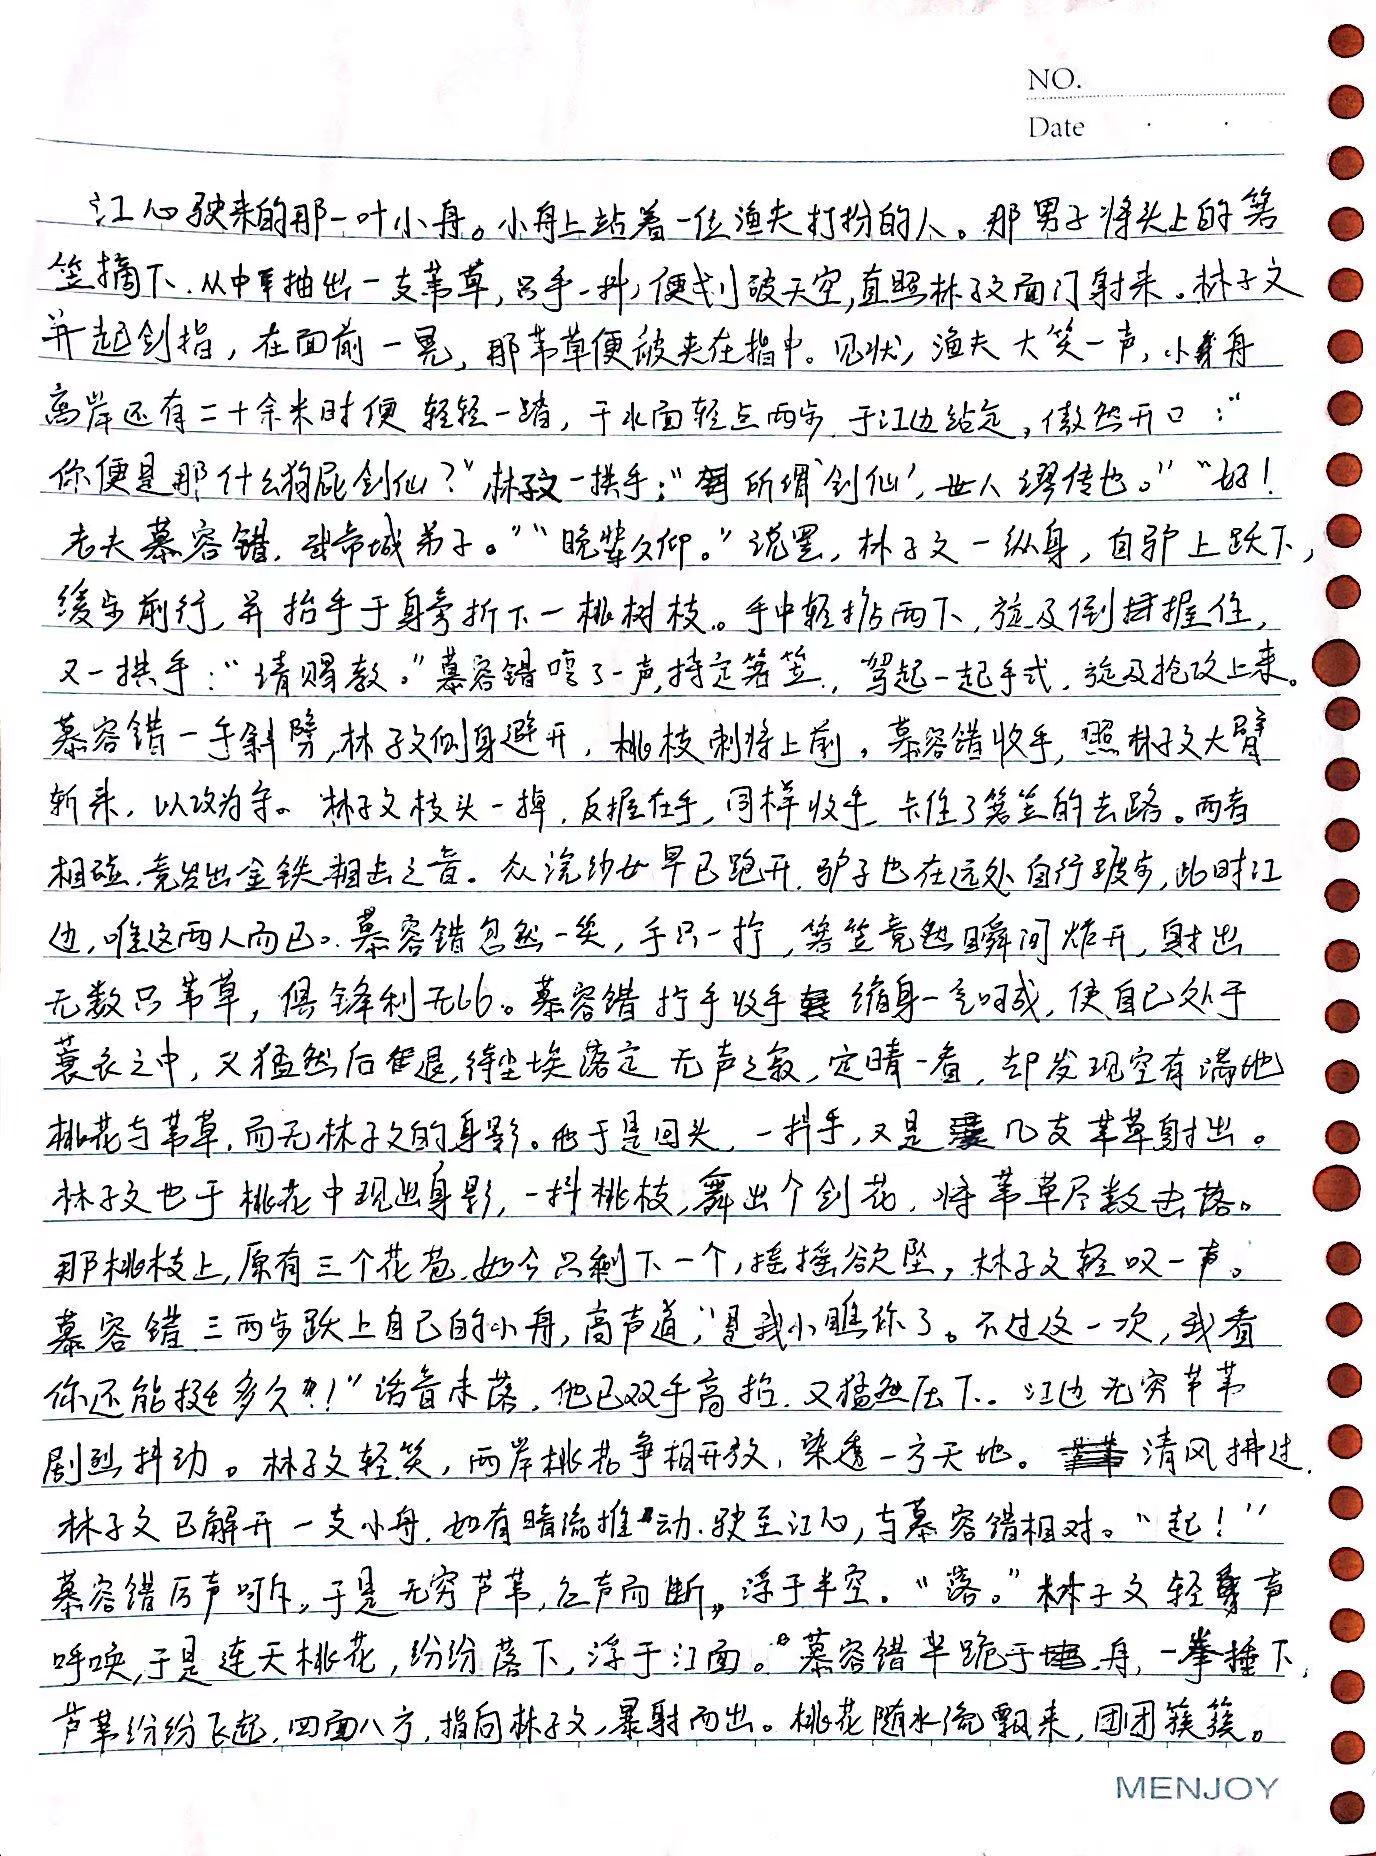 NO.
Date
江心驶来的那一叶小舟。小舟上站着一位渔夫打扮的人。那男子将头上的箬
笠摘下，从中抽出一支苇草，只手一抖，便划破天空，直照林子文面门射来。林子文
并起剑指，在面前一晃，那苇草便被夹在指中。见状，渔夫大笑一声，小舟
离岸还有二十余米时便轻轻一踏，于水面轻点两步，于江边站定，傲然开口：“
你便是那什么狗屁剑仙？”林子文一拱手：“所谓‘剑仙’，世人谬传也。”“好！
老夫慕容错，武帝城弟子。”“晚辈久仰。”说罢，林子文一纵身，自驴上跃下，
缓步前行，并抬手于身旁折下一桃树枝。手中轻掂两下，旋及倒握住，
又一拱手：“请赐教。”慕容错哼了一声，持定箬笠，驾起一起手式，旋及抢攻上来。
慕容错一手斜劈，林子文侧身避开，桃枝刺将上前。慕容错收手，照林子文大臂
斩来，以攻为守。林子文枝头一掉，反握在手，同样收手，卡住了箬笠的去路。两者
相碰，竟发出金铁相击之音。众浣纱女早已跑开，驴子也在远处自行踱步，此时江
边，唯这两人而已。慕容错忽然一笑，手只一拧，箬笠竟然瞬间炸开，射出
无数只苇草，俱锋利无比。慕容错拧手收手缩身一气呵成，使自己处于
蓑衣之中，又猛然后退，待尘埃落定无声之叙，定睛一看，却发现空有满地
桃花与苇草，而无林子文的身影。他于是回头，一抖手，又是几支苇草射出。
林子文也于桃花中现出身影，一抖桃枝，舞出个剑花，将苇草尽数击落。
那桃枝上，原有三个花苞，如今只剩下一个，摇摇欲坠，林子文轻叹一声。
慕容错三两步跃上自己的小舟，高声道，“是我小瞧你了。不过这一次，我看
你还能挺多久！”话音未落，他已双手高抬，又猛然压下。江边无穷芦苇
剧烈抖动。林子文轻笑，两岸桃花争相开放，染透一方天地。清风拂过，
林子文已解开一支小舟，如有暗流推动，驶至江心，与慕容错相对。“起！”
慕容错厉声呵斥，于是无穷芦苇，应声而断，浮于半空。“落。”林子文轻声
呼唤，于是连天桃花，纷纷落下，浮于江面。慕容错半跪于舟，一拳捶下，
芦苇纷纷飞起，四面八方，指向林子文，暴射而出。桃花随水流飘来，团团簇簇。
MENJOY